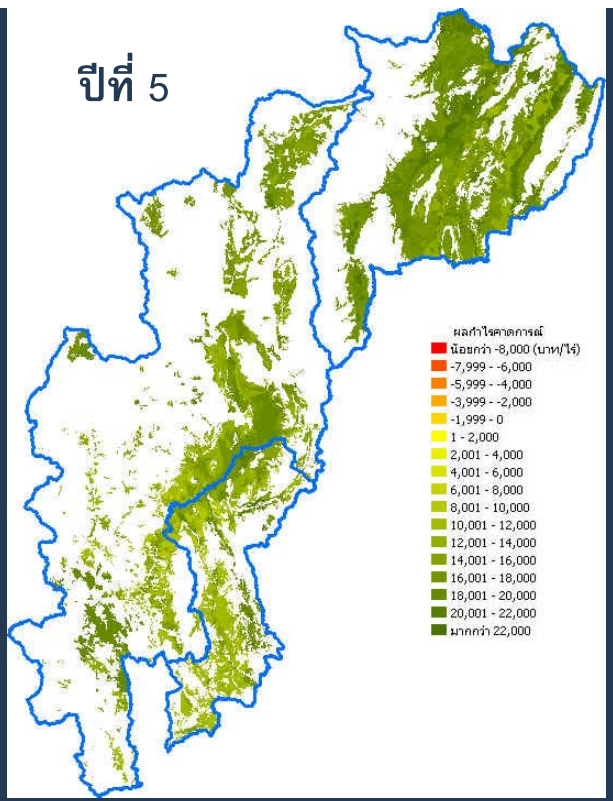 ปีที่ 5
ผลกำไรคาดการณ์
น้อยกว่า -8,000 (บาท/ไร่)
-7,999 - -6,000
-5,999 - -4,000
-3,999 - -2,000
-1,999 - 0
1 - 2,000
2,001 - 4,000
4,001 - 6,000
6,001 - 8,000
8,001 - 10,000
10,001 - 12,000
12,001 - 14,000
14,001 - 16,000
16,001 - 18,000
18,001 - 20,000
20,001 - 22,000
มากกว่า 22,000